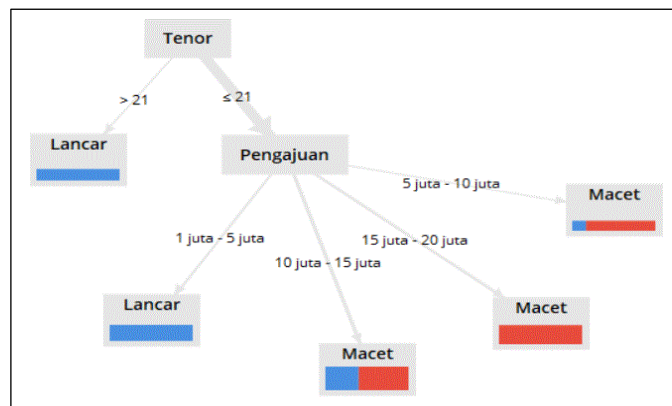 Tenor
> 21
≤ 21
Lancar
Pengajuan
5 juta - 10 juta
Macet
1 juta - 5 juta
15 juta - 20 juta
10 juta - 15 juta
Lancar
Macet
Macet